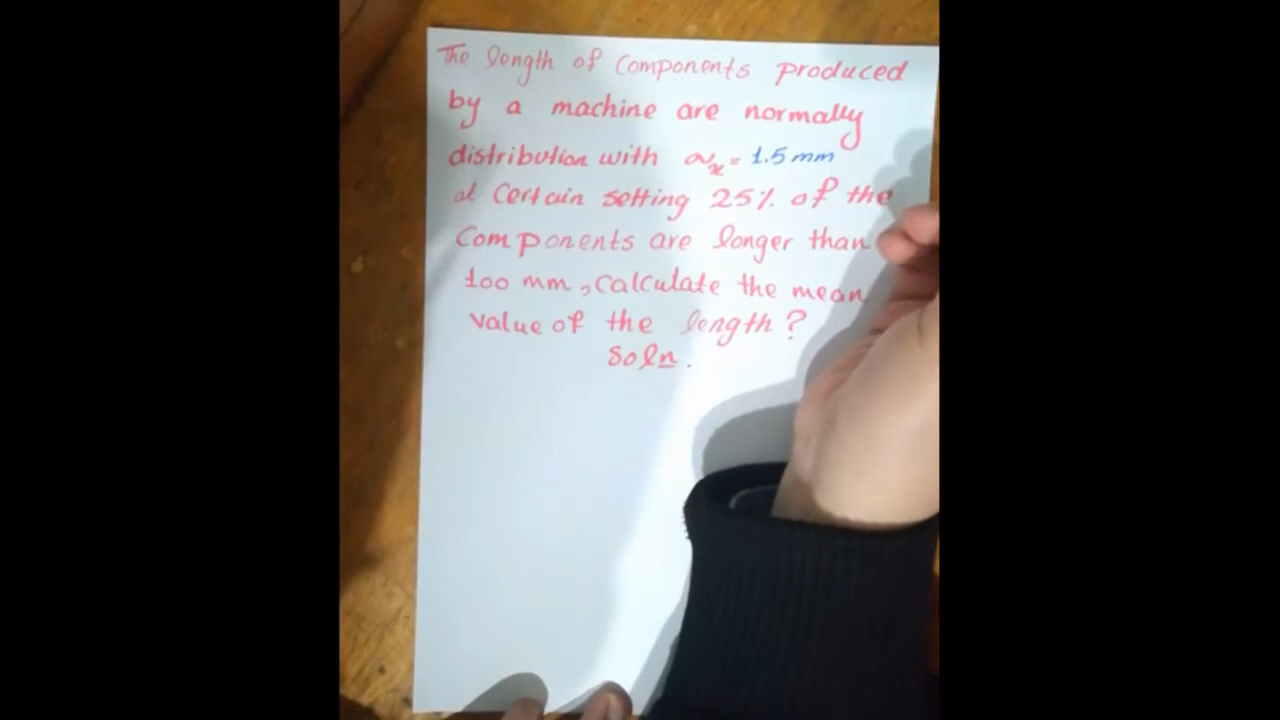 The length of components produced
by a machine are normally
distribution with σx = 1.5 mm
at certain setting 25% of the
components are longer than
100 mm, calculate the mean
value of the length?
soln.